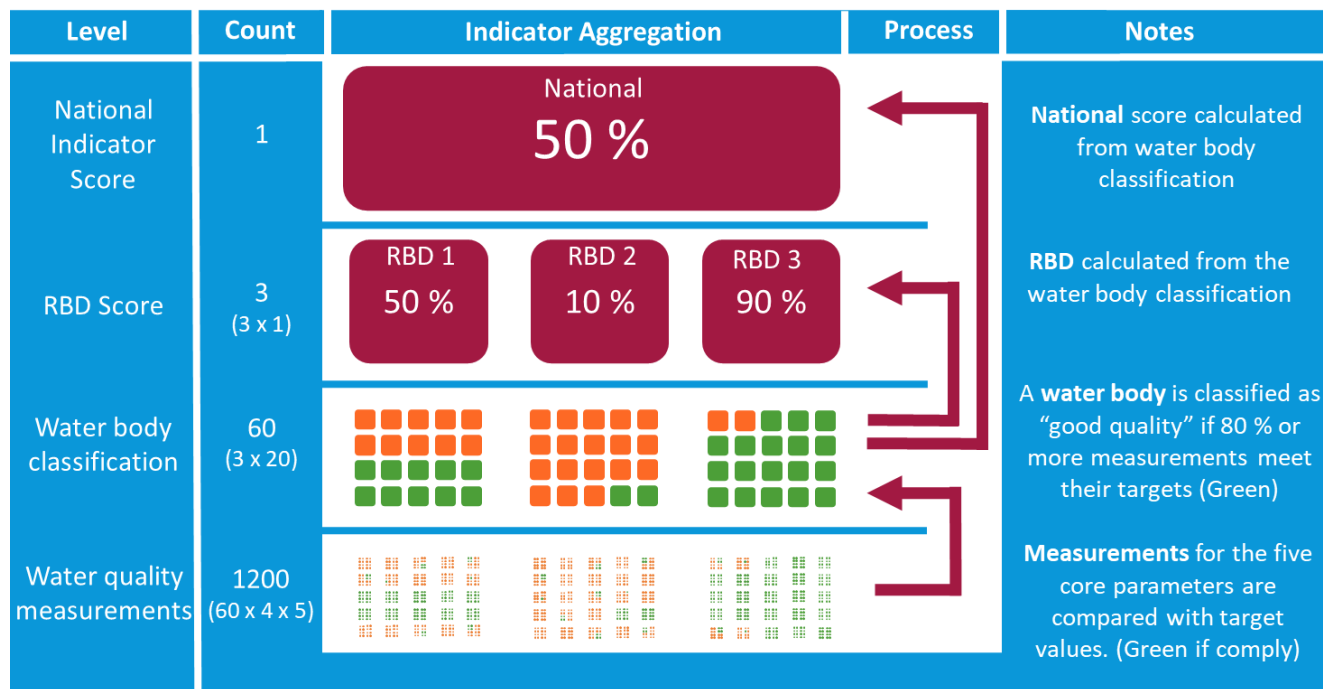 Level
Count
Indicator Aggregation
Process
Notes
National
Indicator
Score
1
National
50 %
National score calculated
from water body
classification
RBD Score
3
(3 x 1)
RBD 1
50 %
RBD 2
10 %
RBD 3
90 %
RBD calculated from the
water body classification
Water body
classification
60
(3 x 20)
A water body is classified as
“good quality” if 80 % or
more measurements meet
their targets (Green)
Water quality
measurements
1200
(60 x 4 x 5)
Measurements for the five
core parameters are
compared with target
values. (Green if comply)